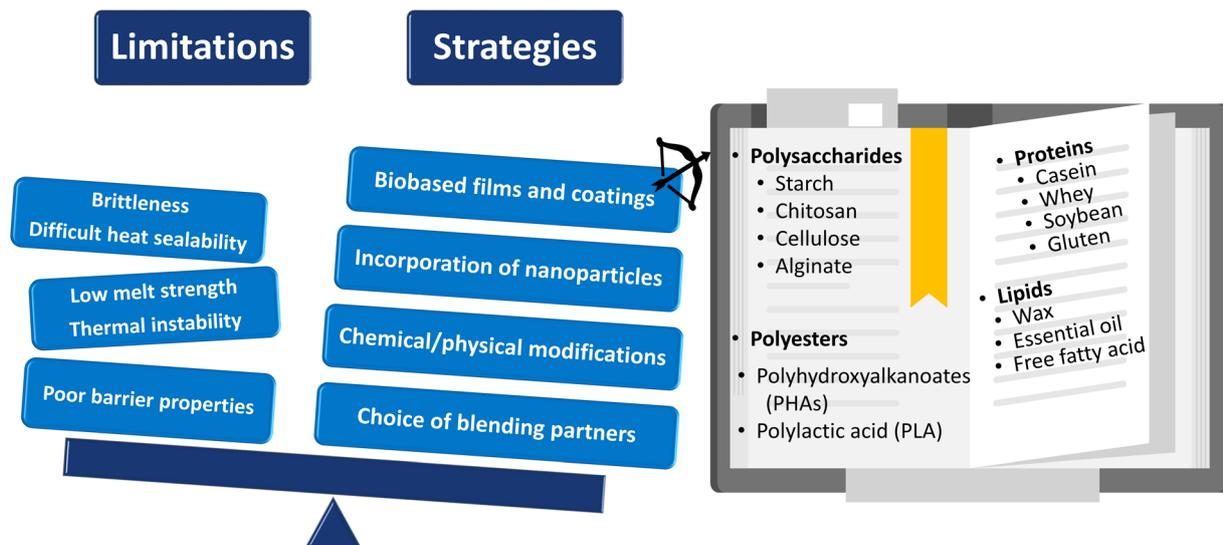 Limitations
Strategies
Brittleness
Difficult heat sealability
Low melt strength
Thermal instability
Poor barrier properties
Biobased films and coatings
Incorporation of nanoparticles
Chemical/physical modifications
Choice of blending partners
• Polysaccharides
• Starch
• Chitosan
• Cellulose
• Alginate
• Polyesters
• Polyhydroxyalkanoates
(PHAs)
• Polylactic acid (PLA)
• Proteins
• Casein
• Whey
• Soybean
• Gluten
• Lipids
• Wax
• Essential oil
• Free fatty acid